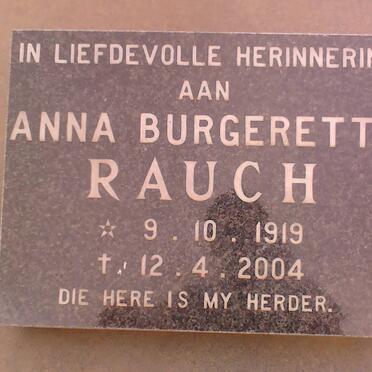 IN LIEFDEVOLLE HERINNERIN
AAN
ANNA BURGERETT
RAUCH
☆ 9 . 10 . 1919
† 12 . 4 . 2004
DIE HERE IS MY HERDER.